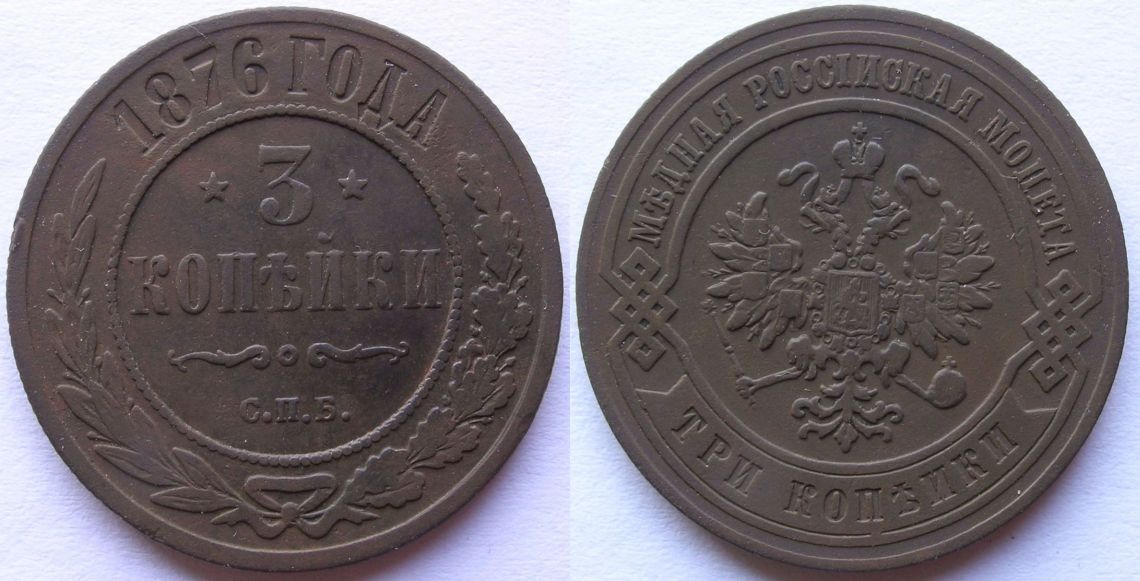 1876 ГОДА
3
КОПѢЙКИ
С.П.Б.
МѢДНАЯ РОССІЙСКАЯ МОНЕТА
ТРИ КОПѢЙКИ